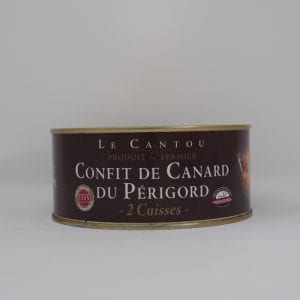 LE CANTOU
PRODUIT FERMIER
CONFIT DE CANARD
DU PÉRIGORD
- 2 Cuisses -